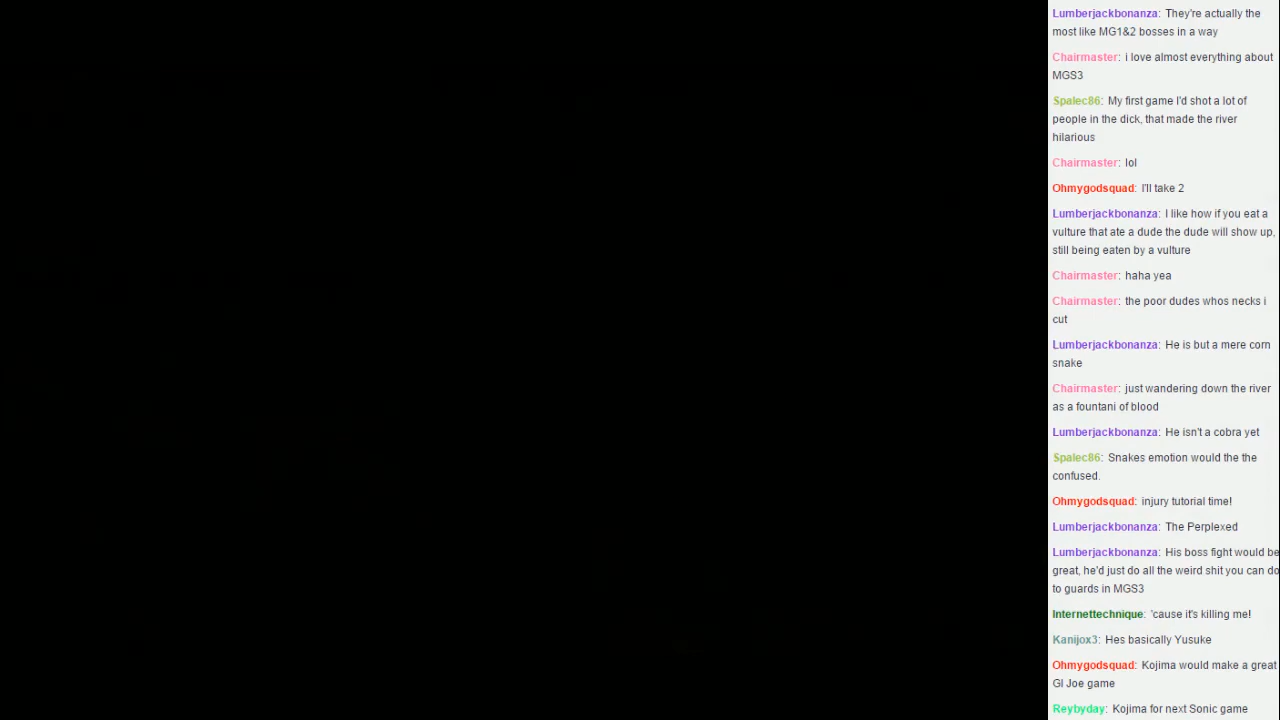 Lumberjackbonanza: They're actually the
most like MG1&2 bosses in a way
Chairmaster: i love almost everything about
MGS3
Spalec86: My first game I'd shot a lot of
people in the dick, that made the river
hilarious
Chairmaster: lol
Ohmygodsquad: I'll take 2
Lumberjackbonanza: I like how if you eat a
vulture that ate a dude the dude will show up,
still being eaten by a vulture
Chairmaster: haha yea
Chairmaster: the poor dudes whos necks i
cut
Lumberjackbonanza: He is but a mere corn
snake
Chairmaster: just wandering down the river
as a fountani of blood
Lumberjackbonanza: He isn't a cobra yet
Spalec86: Snakes emotion would the the
confused.
Ohmygodsquad: injury tutorial time!
Lumberjackbonanza: The Perplexed
Lumberjackbonanza: His boss fight would be
great, he'd just do all the weird shit you can do
to guards in MGS3
Internettechnique: 'cause it's killing me!
Kanijox3: Hes basically Yusuke
Ohmygodsquad: Kojima would make a great
GI Joe game
Reybyday: Kojima for next Sonic game